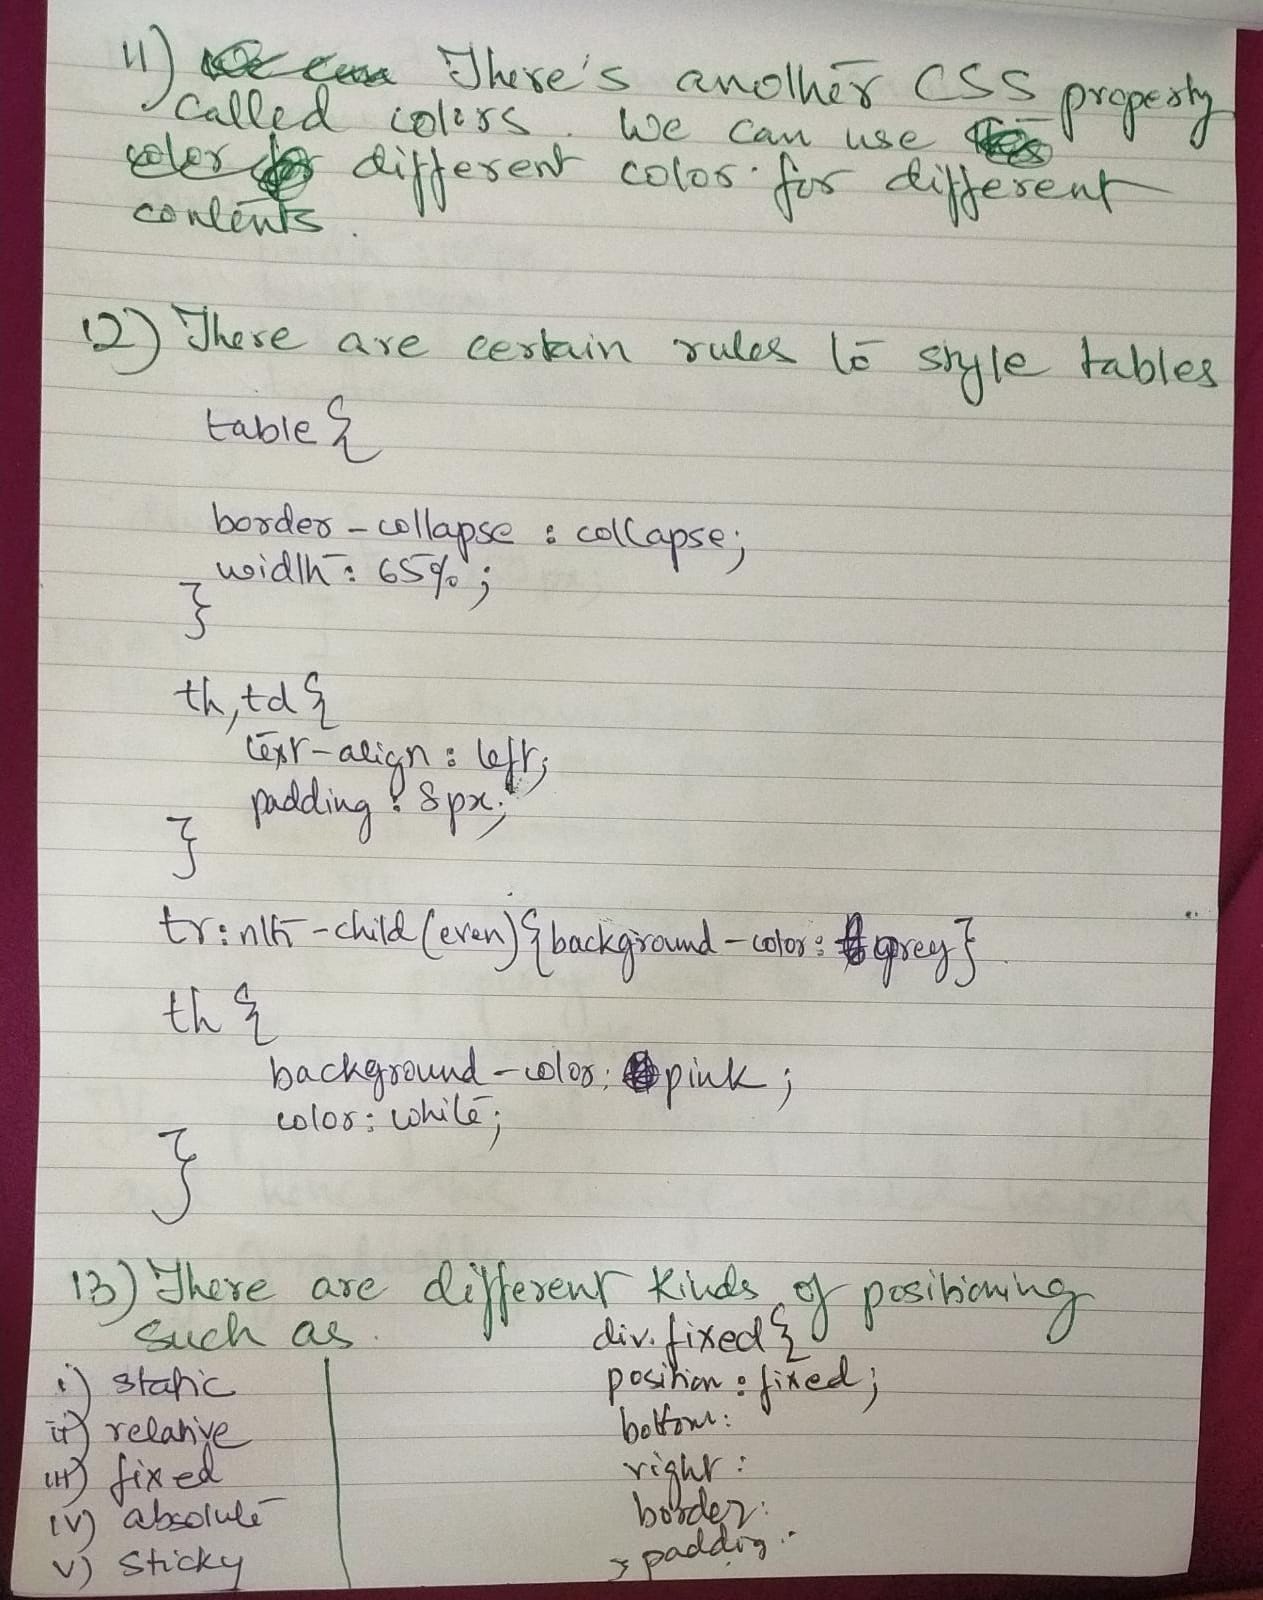 11) There's another CSS property
called colors. We can use
color different color for different
contents.
12) There are certain rules to style tables
table {
border-collapse : collapse;
width : 65%;
}
th, td {
text-align : left;
padding : 8px;
}
tr:nth-child(even){background-color: grey}
th {
background-color: pink;
color: white;
}
13) There are different kinds of positioning
such as.
i) static
ii) relative
iii) fixed
iv) absolute
v) sticky
div.fixed {
position : fixed;
bottom:
right :
border:
} padding: